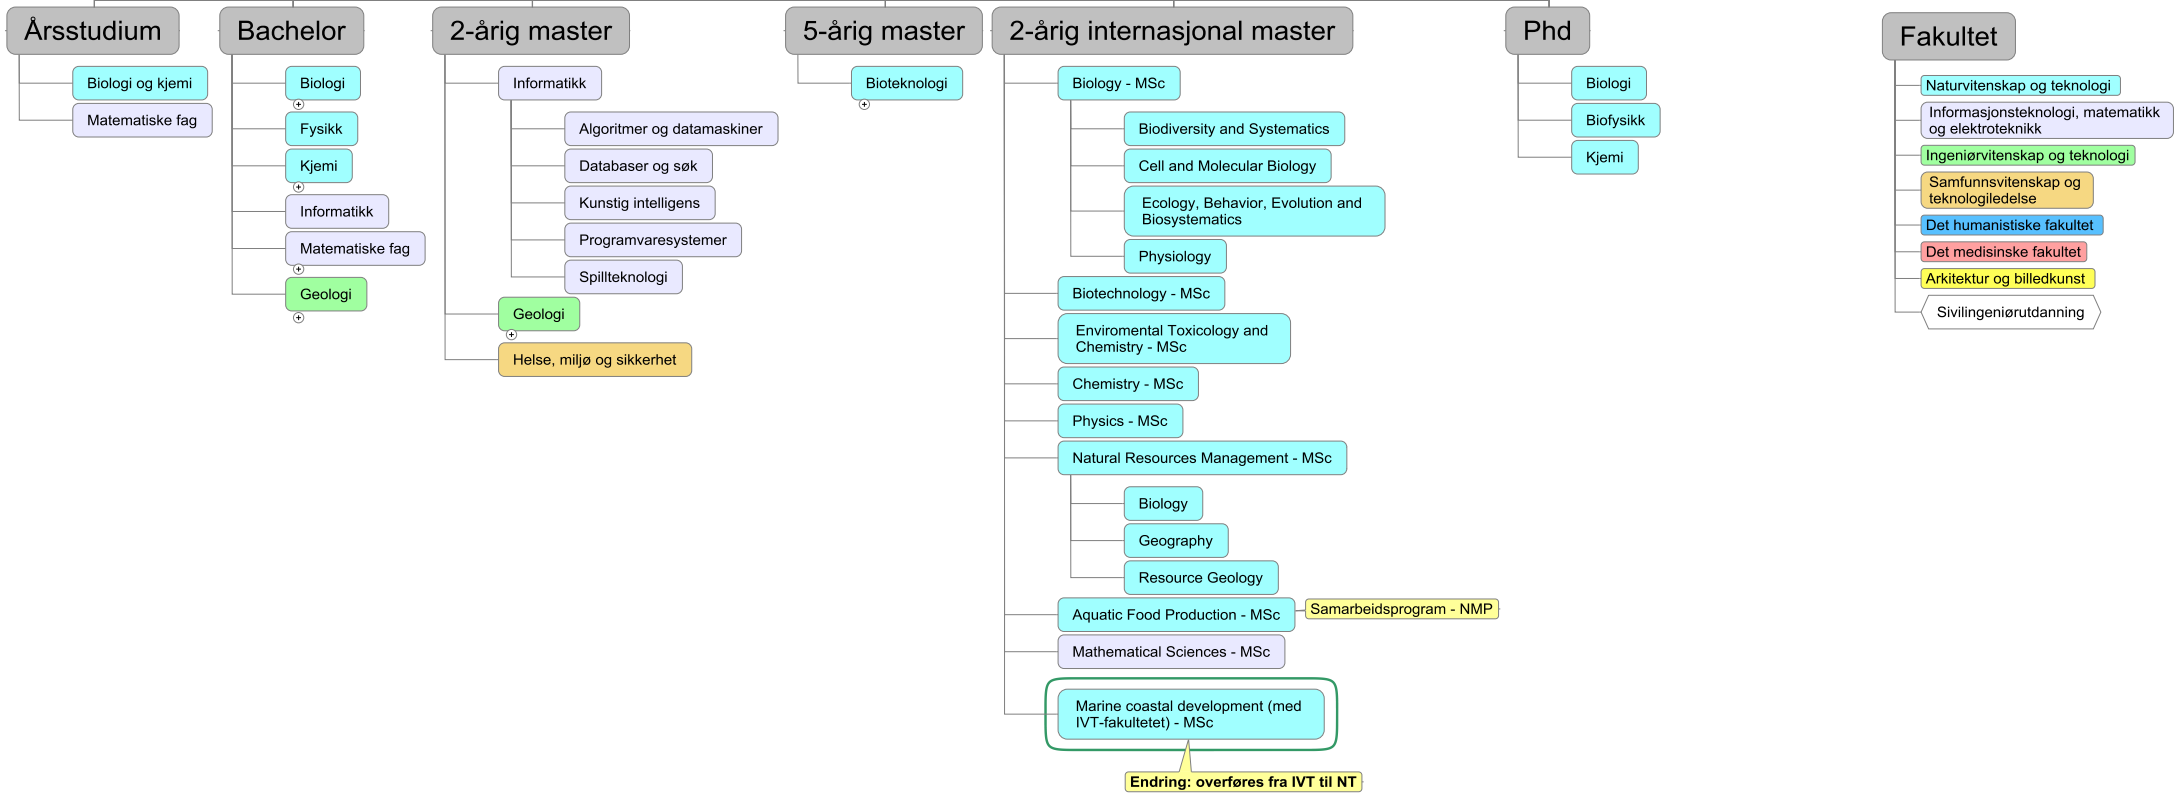 Årsstudium
Biologi og kjemi
Matematiske fag
Bachelor
Biologi
Fysikk
Kjemi
Informatikk
Matematiske fag
Geologi
2-årig master
Informatikk
Algoritmer og datamaskiner
Databaser og søk
Kunstig intelligens
Programvaresystemer
Spillteknologi
Geologi
Helse, miljø og sikkerhet
5-årig master
Bioteknologi
2-årig internasjonal master
Biology - MSc
Biodiversity and Systematics
Cell and Molecular Biology
Ecology, Behavior, Evolution and
Biosystematics
Physiology
Biotechnology - MSc
Enviromental Toxicology and
Chemistry - MSc
Chemistry - MSc
Physics - MSc
Natural Resources Management - MSc
Biology
Geography
Resource Geology
Aquatic Food Production - MSc
Samarbeidsprogram - NMP
Mathematical Sciences - MSc
Marine coastal development (med
IVT-fakultetet) - MSc
Endring: overføres fra IVT til NT
Phd
Biologi
Biofysikk
Kjemi
Fakultet
Naturvitenskap og teknologi
Informasjonsteknologi, matematikk
og elektroteknikk
Ingeniørvitenskap og teknologi
Samfunnsvitenskap og
teknologiledelse
Det humanistiske fakultet
Det medisinske fakultet
Arkitektur og billedkunst
Sivilingeniørutdanning